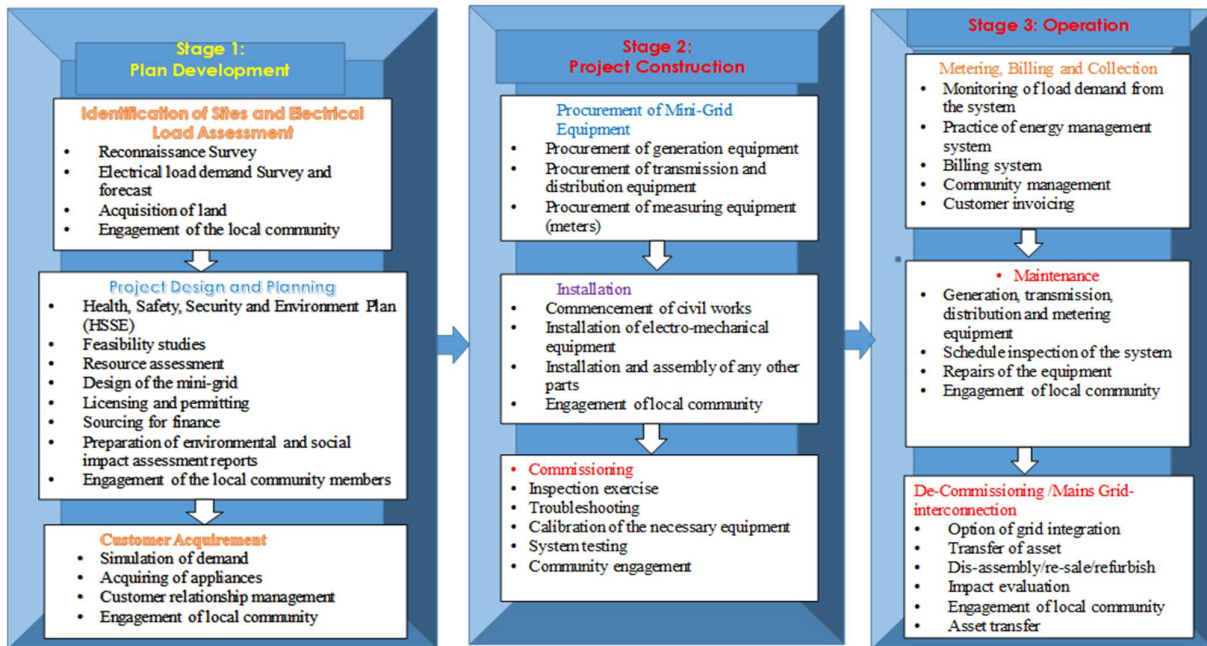 Stage 1:
Plan Development
Identification of Sites and Electrical
Load Assessment
• Reconnaissance Survey
• Electrical load demand Survey and
forecast
• Acquisition of land
• Engagement of the local community
Project Design and Planning
• Health, Safety, Security and Environment Plan
(HSSE)
• Feasibility studies
• Resource assessment
• Design of the mini-grid
• Licensing and permitting
• Sourcing for finance
• Preparation of environmental and social
impact assessment reports
• Engagement of the local community members
Customer Acquirement
• Simulation of demand
• Acquiring of appliances
• Customer relationship management
• Engagement of local community
Stage 2:
Project Construction
Procurement of Mini-Grid
Equipment
• Procurement of generation equipment
• Procurement of transmission and
distribution equipment
• Procurement of measuring equipment
(meters)
Installation
• Commencement of civil works
• Installation of electro-mechanical
equipment
• Installation and assembly of any other
parts
• Engagement of local community
• Commissioning
• Inspection exercise
• Troubleshooting
• Calibration of the necessary equipment
• System testing
• Community engagement
Stage 3: Operation
Metering, Billing and Collection
• Monitoring of load demand from
the system
• Practice of energy management
system
• Billing system
• Community management
• Customer invoicing
• Maintenance
• Generation, transmission,
distribution and metering
equipment
• Schedule inspection of the system
• Repairs of the equipment
• Engagement of local community
De-Commissioning /Mains Grid-
interconnection
• Option of grid integration
• Transfer of asset
• Dis-assembly/re-sale/refurbish
• Impact evaluation
• Engagement of local community
• Asset transfer